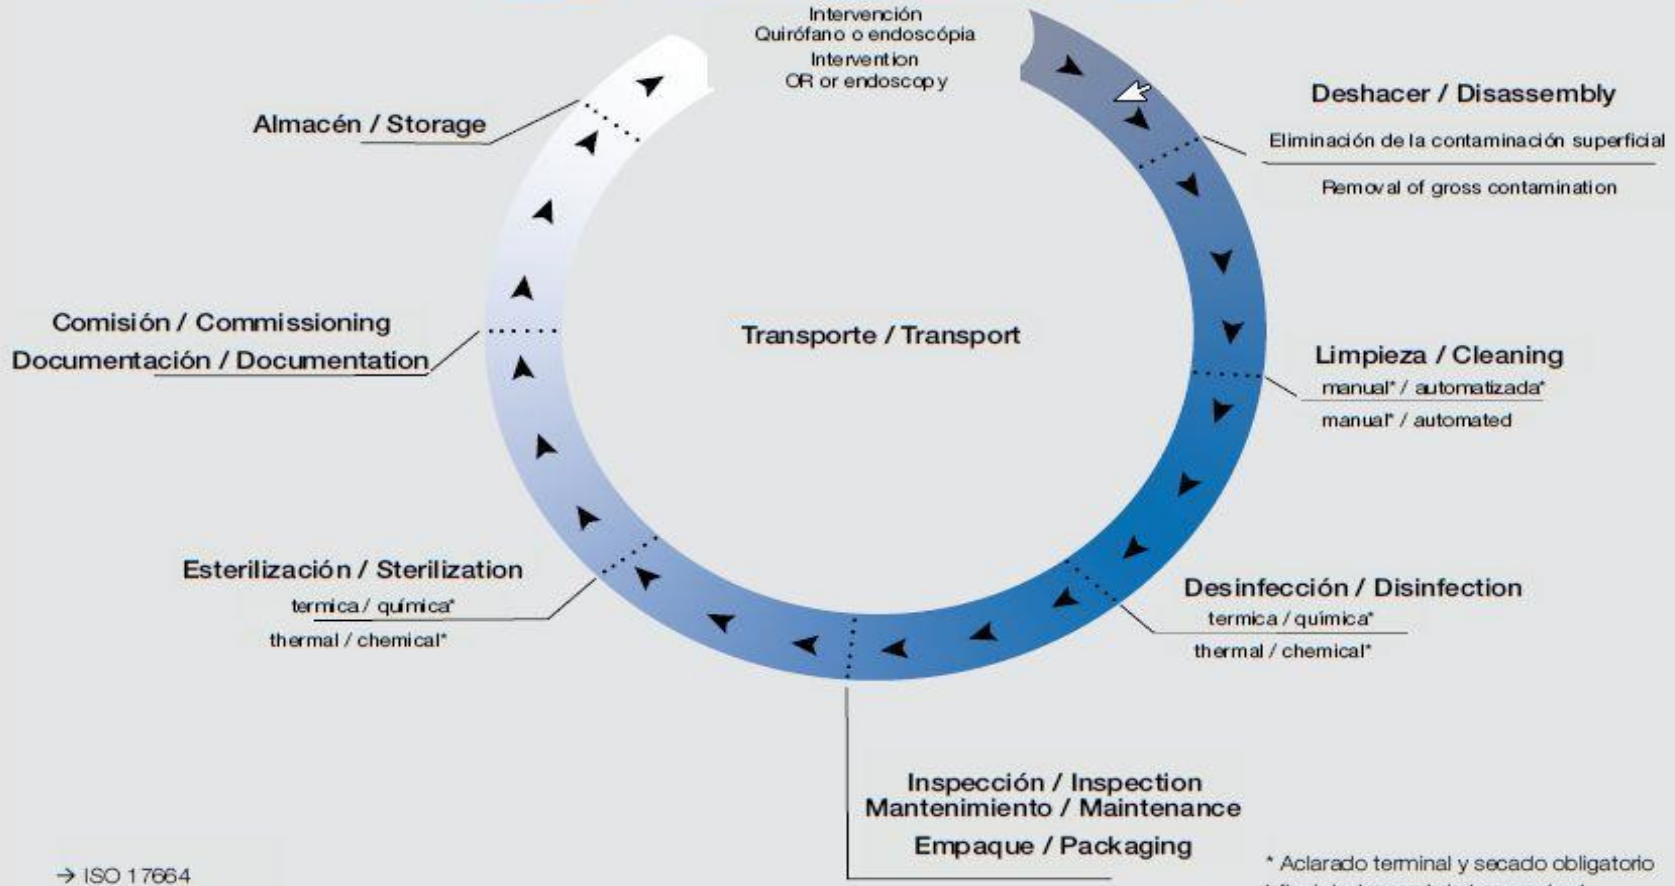 Intervención
Quirófano o endoscópia
Intervention
OR or endoscopy
Deshacer / Disassembly
Eliminación de la contaminación superficial
Removal of gross contamination
Almacén / Storage
Comisión / Commissioning
Documentación / Documentation
Transporte / Transport
Limpieza / Cleaning
manual* / automatizada*
manual* / automated
Esterilización / Sterilization
termica / química*
thermal / chemical*
Desinfección / Disinfection
termica / química*
thermal / chemical*
Inspección / Inspection
Mantenimiento / Maintenance
Empaque / Packaging
→ ISO 17664
* Aclarado terminal y secado obligatorio